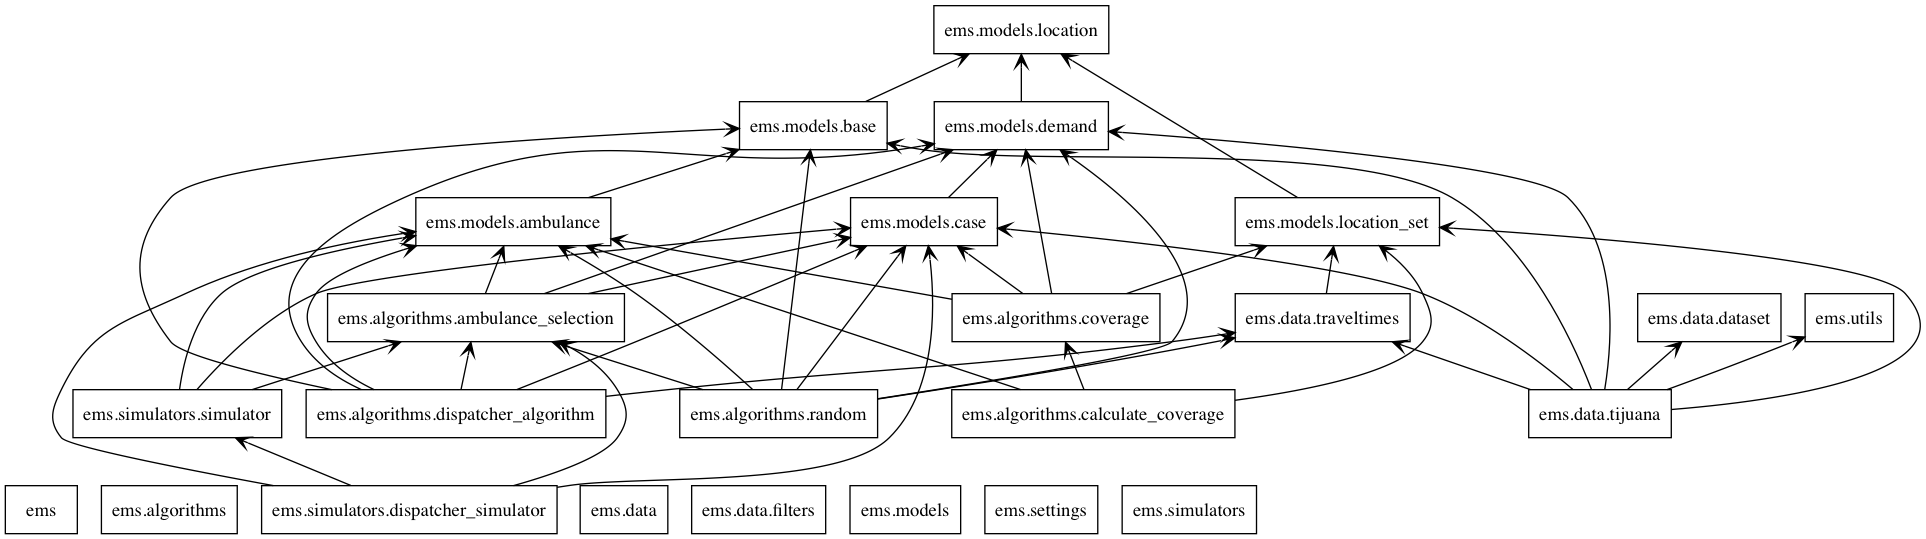 ems.models.location
ems.models.base
ems.models.demand
ems.models.ambulance
ems.models.case
ems.models.location_set
ems.algorithms.ambulance_selection
ems.algorithms.coverage
ems.data.traveltimes
ems.data.dataset
ems.utils
ems.simulators.simulator
ems.algorithms.dispatcher_algorithm
ems.algorithms.random
ems.algorithms.calculate_coverage
ems.data.tijuana
ems
ems.algorithms
ems.simulators.dispatcher_simulator
ems.data
ems.data.filters
ems.models
ems.settings
ems.simulators